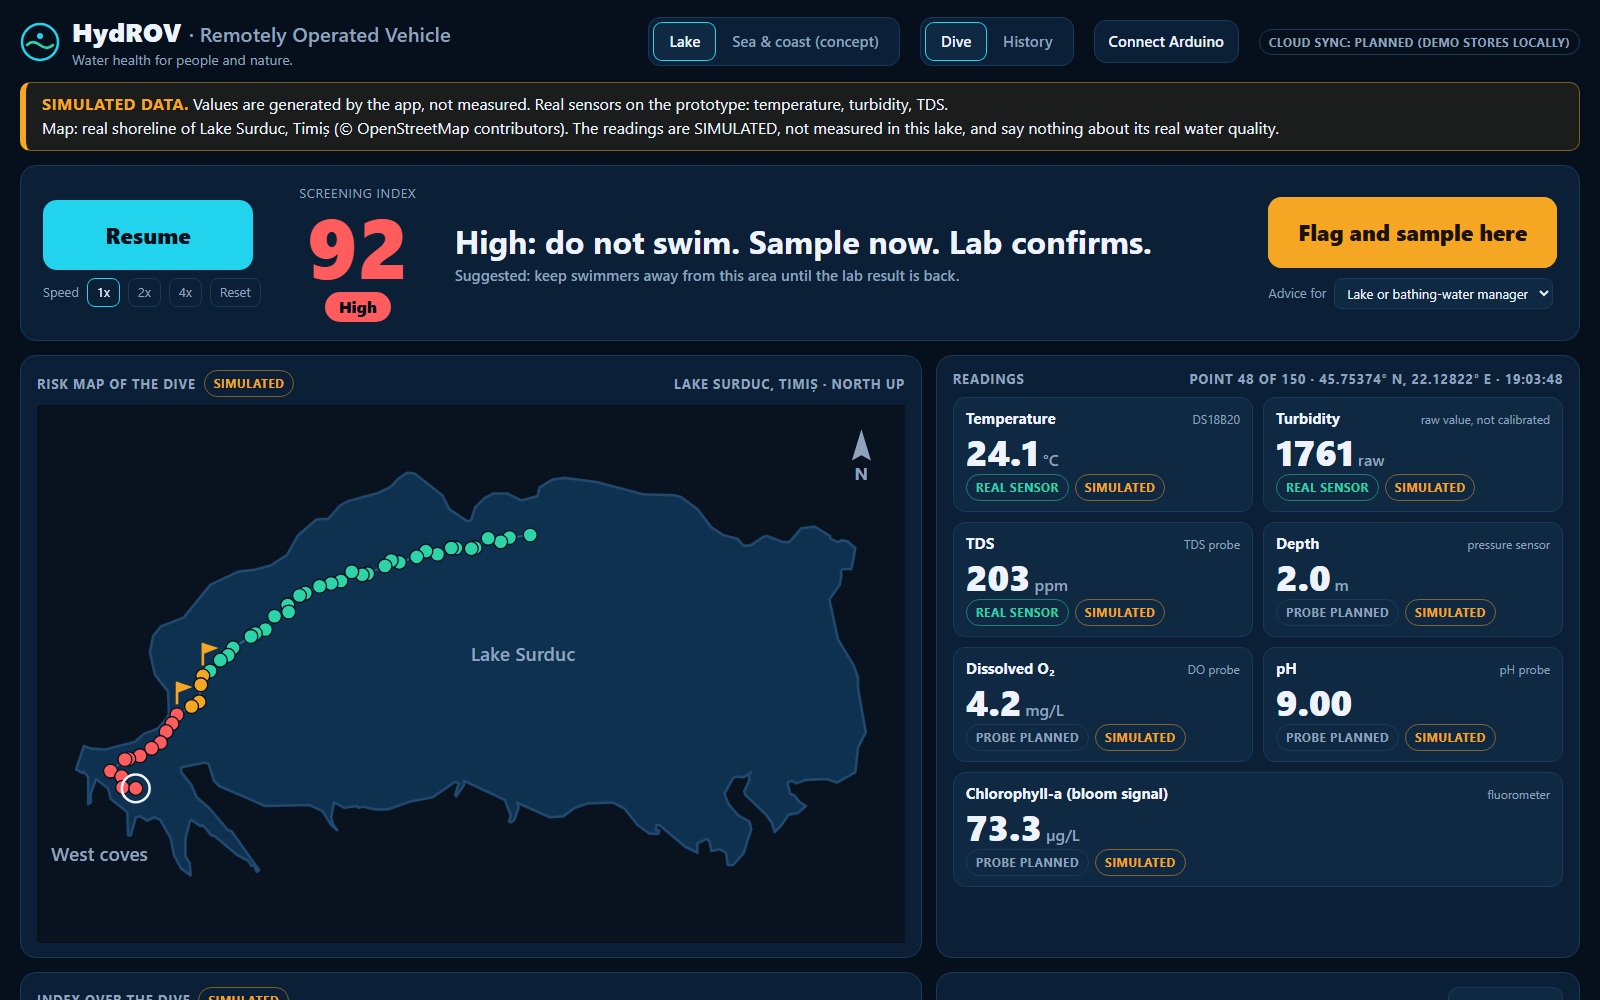 HydROV · Remotely Operated Vehicle
Water health for people and nature.
Lake
Sea & coast (concept)
Dive
History
Connect Arduino
CLOUD SYNC: PLANNED (DEMO STORES LOCALLY)
SIMULATED DATA. Values are generated by the app, not measured. Real sensors on the prototype: temperature, turbidity, TDS.
Map: real shoreline of Lake Surduc, Timiș (© OpenStreetMap contributors). The readings are SIMULATED, not measured in this lake, and say nothing about its real water quality.
Resume
Speed 1x 2x 4x Reset
SCREENING INDEX
92
High
High: do not swim. Sample now. Lab confirms.
Suggested: keep swimmers away from this area until the lab result is back.
Flag and sample here
Advice for Lake or bathing-water manager
RISK MAP OF THE DIVE SIMULATED
LAKE SURDUC, TIMIȘ · NORTH UP
N
Lake Surduc
West coves
READINGS
POINT 48 OF 150 · 45.75374° N, 22.12822° E · 19:03:48
Temperature DS18B20
24.1 °C
REAL SENSOR SIMULATED
Turbidity raw value, not calibrated
1761 raw
REAL SENSOR SIMULATED
TDS TDS probe
203 ppm
REAL SENSOR SIMULATED
Depth pressure sensor
2.0 m
PROBE PLANNED SIMULATED
Dissolved O₂ DO probe
4.2 mg/L
PROBE PLANNED SIMULATED
pH pH probe
9.00
PROBE PLANNED SIMULATED
Chlorophyll-a (bloom signal) fluorometer
73.3 µg/L
PROBE PLANNED SIMULATED
INDEX OVER THE DIVE SIMULATED